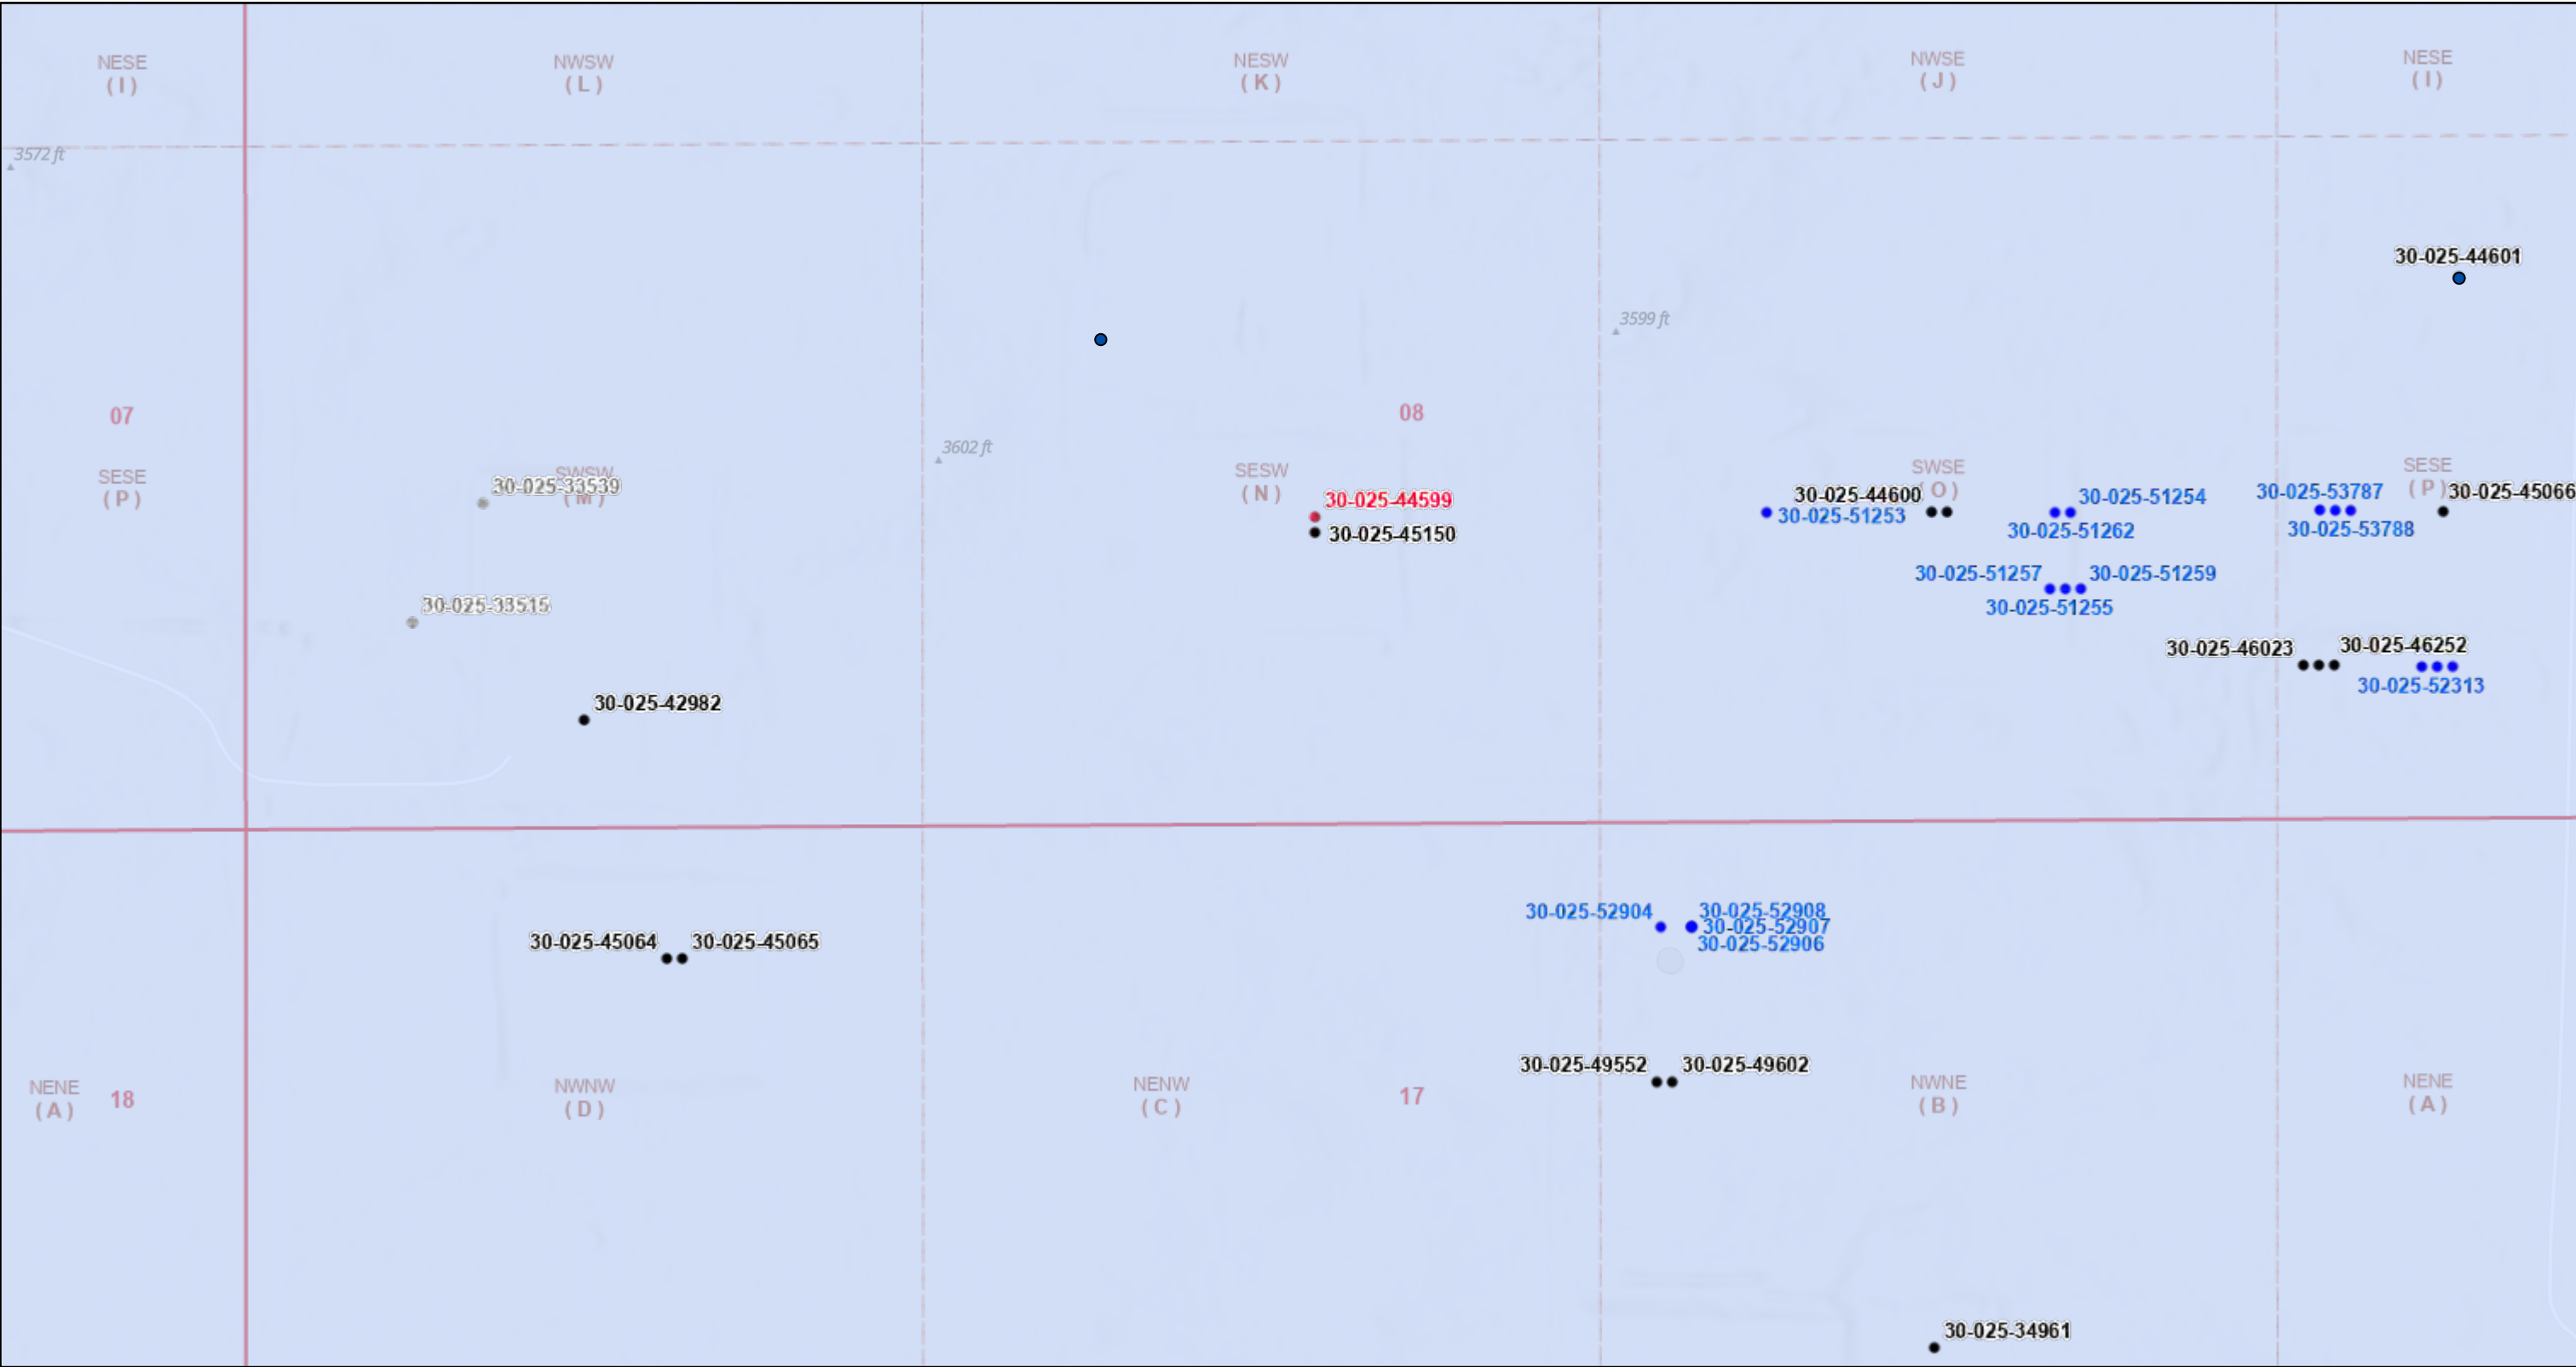 NESE
( I )
NWSW
( L )
NESW
( K )
NWSE
( J )
NESE
( I )
3572 ft
30-025-44601
3599 ft
07
08
3602 ft
SESE
( P )
SWSW
( M )
30-025-33539
SESW
( N )
30-025-44599
30-025-45150
SWSE
( O )
30-025-44600
30-025-51253
30-025-51254
30-025-51262
SESE
( P )
30-025-53787
30-025-53788
30-025-45066
30-025-51257
30-025-51259
30-025-51255
30-025-33515
30-025-46023
30-025-46252
30-025-52313
30-025-42982
30-025-52904
30-025-52908
30-025-52907
30-025-52906
30-025-45064
30-025-45065
30-025-49552
30-025-49602
NENE
( A )
18
NWNW
( D )
NENW
( C )
17
NWNE
( B )
NENE
( A )
30-025-34961